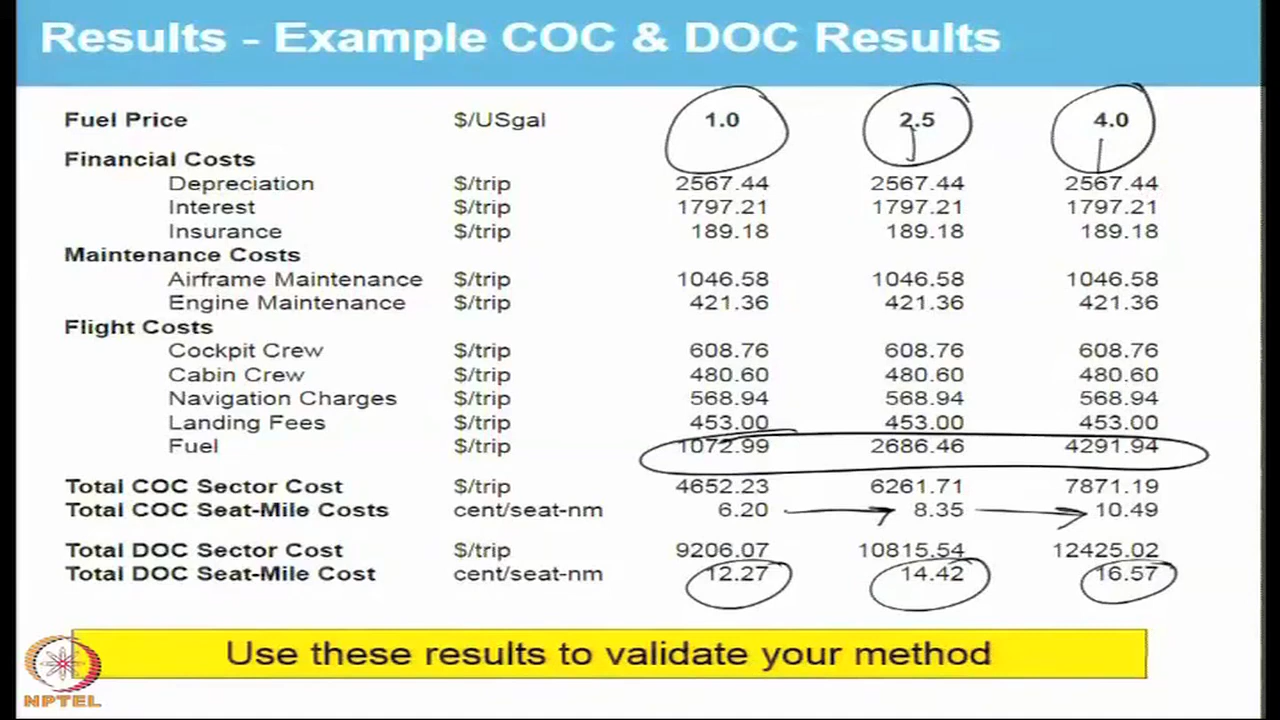 Results - Example COC & DOC Results
Fuel Price $/USgal 1.0 2.5 4.0
Financial Costs
Depreciation $/trip 2567.44 2567.44 2567.44
Interest $/trip 1797.21 1797.21 1797.21
Insurance $/trip 189.18 189.18 189.18
Maintenance Costs
Airframe Maintenance $/trip 1046.58 1046.58 1046.58
Engine Maintenance $/trip 421.36 421.36 421.36
Flight Costs
Cockpit Crew $/trip 608.76 608.76 608.76
Cabin Crew $/trip 480.60 480.60 480.60
Navigation Charges $/trip 568.94 568.94 568.94
Landing Fees $/trip 453.00 453.00 453.00
Fuel $/trip 1072.99 2686.46 4291.94
Total COC Sector Cost $/trip 4652.23 6261.71 7871.19
Total COC Seat-Mile Costs cent/seat-nm 6.20 8.35 10.49
Total DOC Sector Cost $/trip 9206.07 10815.54 12425.02
Total DOC Seat-Mile Cost cent/seat-nm 12.27 14.42 16.57
Use these results to validate your method
NPTEL